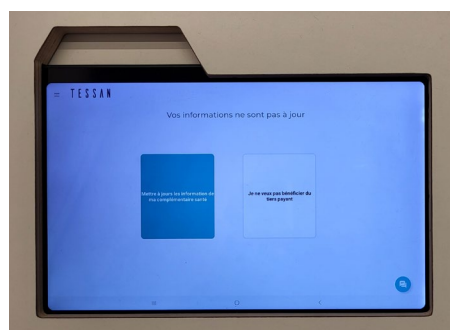 TESSAN
Vos informations ne sont pas à jour
Mettre à jours les information de
ma complémentaire santé
Je ne veux pas bénéficier du
tiers payant